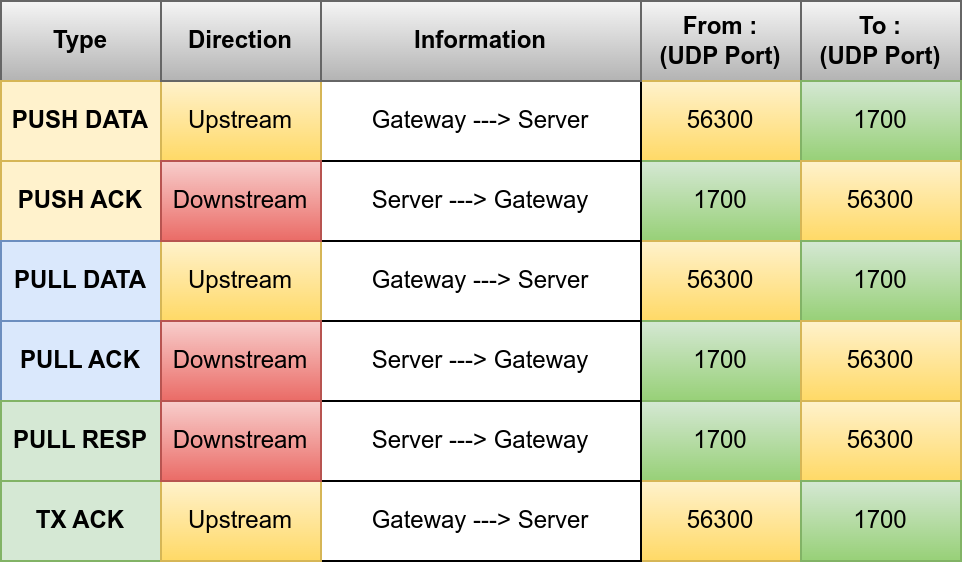 Type Direction Information From : To :
(UDP Port) (UDP Port)
PUSH DATA Upstream Gateway ---> Server 56300 1700
PUSH ACK Downstream Server ---> Gateway 1700 56300
PULL DATA Upstream Gateway ---> Server 56300 1700
PULL ACK Downstream Server ---> Gateway 1700 56300
PULL RESP Downstream Server ---> Gateway 1700 56300
TX ACK Upstream Gateway ---> Server 56300 1700